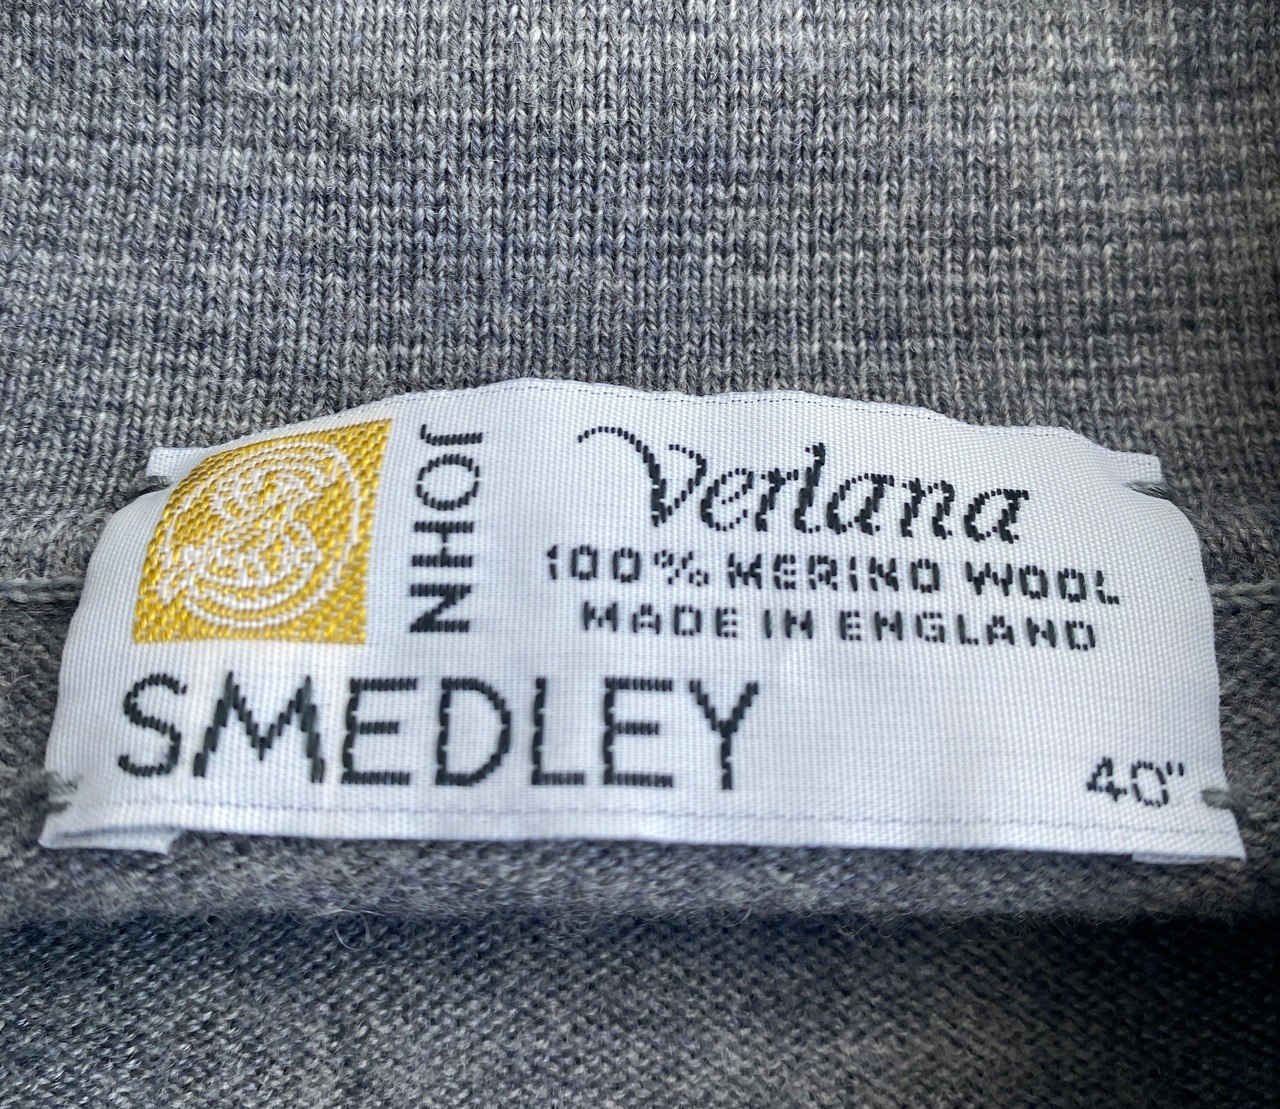 JOHN
SMEDLEY
Verlana
100% MERINO WOOL
MADE IN ENGLAND
40"